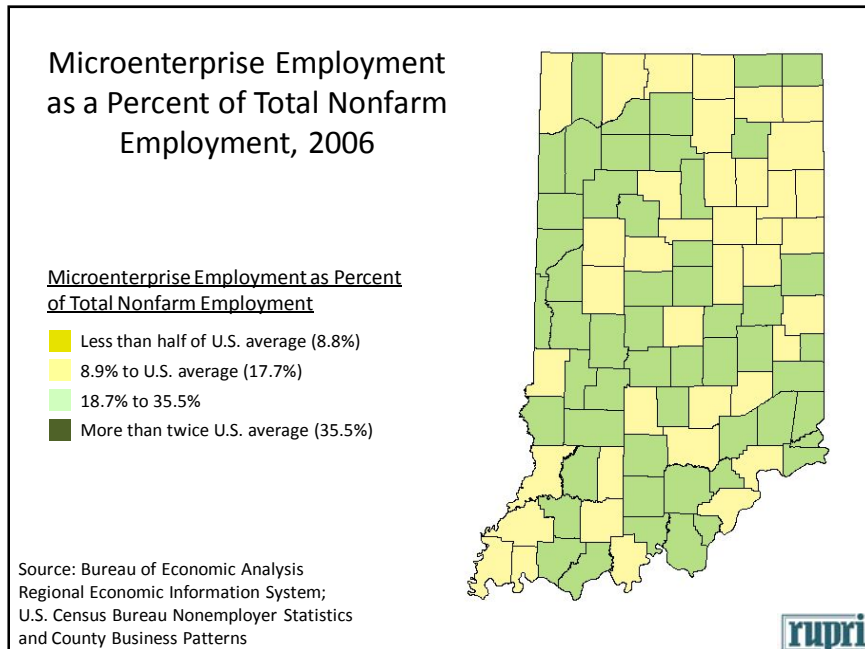 Microenterprise Employment
as a Percent of Total Nonfarm
Employment, 2006
Microenterprise Employment as Percent
of Total Nonfarm Employment
Less than half of U.S. average (8.8%)
8.9% to U.S. average (17.7%)
18.7% to 35.5%
More than twice U.S. average (35.5%)
Source: Bureau of Economic Analysis
Regional Economic Information System;
U.S. Census Bureau Nonemployer Statistics
and County Business Patterns
rupri